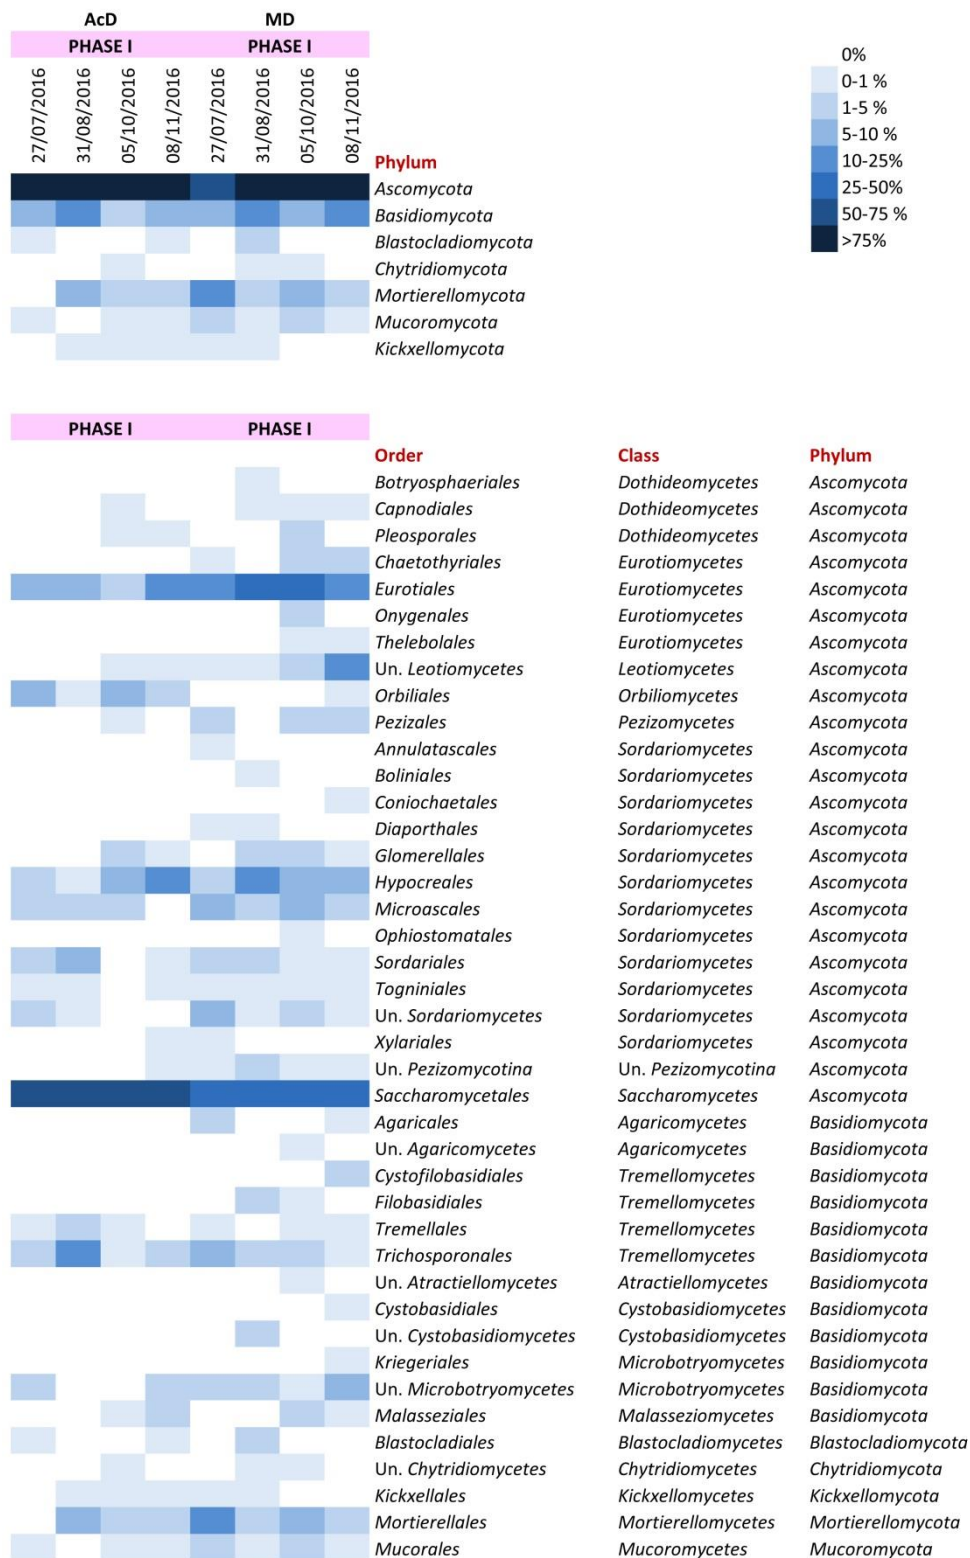 AcD MD
PHASE I PHASE I
27/07/2016 31/08/2016 05/10/2016 08/11/2016 27/07/2016 31/08/2016 05/10/2016 08/11/2016
0%
0-1 %
1-5 %
5-10 %
10-25%
25-50%
50-75 %
>75%
Phylum
Ascomycota
Basidiomycota
Blastocladiomycota
Chytridiomycota
Mortierellomycota
Mucoromycota
Kickxellomycota
PHASE I PHASE I
Order Class Phylum
Botryosphaeriales Dothideomycetes Ascomycota
Capnodiales Dothideomycetes Ascomycota
Pleosporales Dothideomycetes Ascomycota
Chaetothyriales Eurotiomycetes Ascomycota
Eurotiales Eurotiomycetes Ascomycota
Onygenales Eurotiomycetes Ascomycota
Thelebolales Eurotiomycetes Ascomycota
Un. Leotiomycetes Leotiomycetes Ascomycota
Orbiliales Orbiliomycetes Ascomycota
Pezizales Pezizomycetes Ascomycota
Annulatascales Sordariomycetes Ascomycota
Boliniales Sordariomycetes Ascomycota
Coniochaetales Sordariomycetes Ascomycota
Diaporthales Sordariomycetes Ascomycota
Glomerellales Sordariomycetes Ascomycota
Hypocreales Sordariomycetes Ascomycota
Microascales Sordariomycetes Ascomycota
Ophiostomatales Sordariomycetes Ascomycota
Sordariales Sordariomycetes Ascomycota
Togniniales Sordariomycetes Ascomycota
Un. Sordariomycetes Sordariomycetes Ascomycota
Xylariales Sordariomycetes Ascomycota
Un. Pezizomycotina Un. Pezizomycotina Ascomycota
Saccharomycetales Saccharomycetes Ascomycota
Agaricales Agaricomycetes Basidiomycota
Un. Agaricomycetes Agaricomycetes Basidiomycota
Cystofilobasidiales Tremellomycetes Basidiomycota
Filobasidiales Tremellomycetes Basidiomycota
Tremellales Tremellomycetes Basidiomycota
Trichosporonales Tremellomycetes Basidiomycota
Un. Atractiellomycetes Atractiellomycetes Basidiomycota
Cystobasidiales Cystobasidiomycetes Basidiomycota
Un. Cystobasidiomycetes Cystobasidiomycetes Basidiomycota
Kriegeriales Microbotryomycetes Basidiomycota
Un. Microbotryomycetes Microbotryomycetes Basidiomycota
Malasseziales Malasseziomycetes Basidiomycota
Blastocladiales Blastocladiomycetes Blastocladiomycota
Un. Chytridiomycetes Chytridiomycetes Chytridiomycota
Kickxellales Kickxellomycetes Kickxellomycota
Mortierellales Mortierellomycetes Mortierellomycota
Mucorales Mucoromycetes Mucoromycota